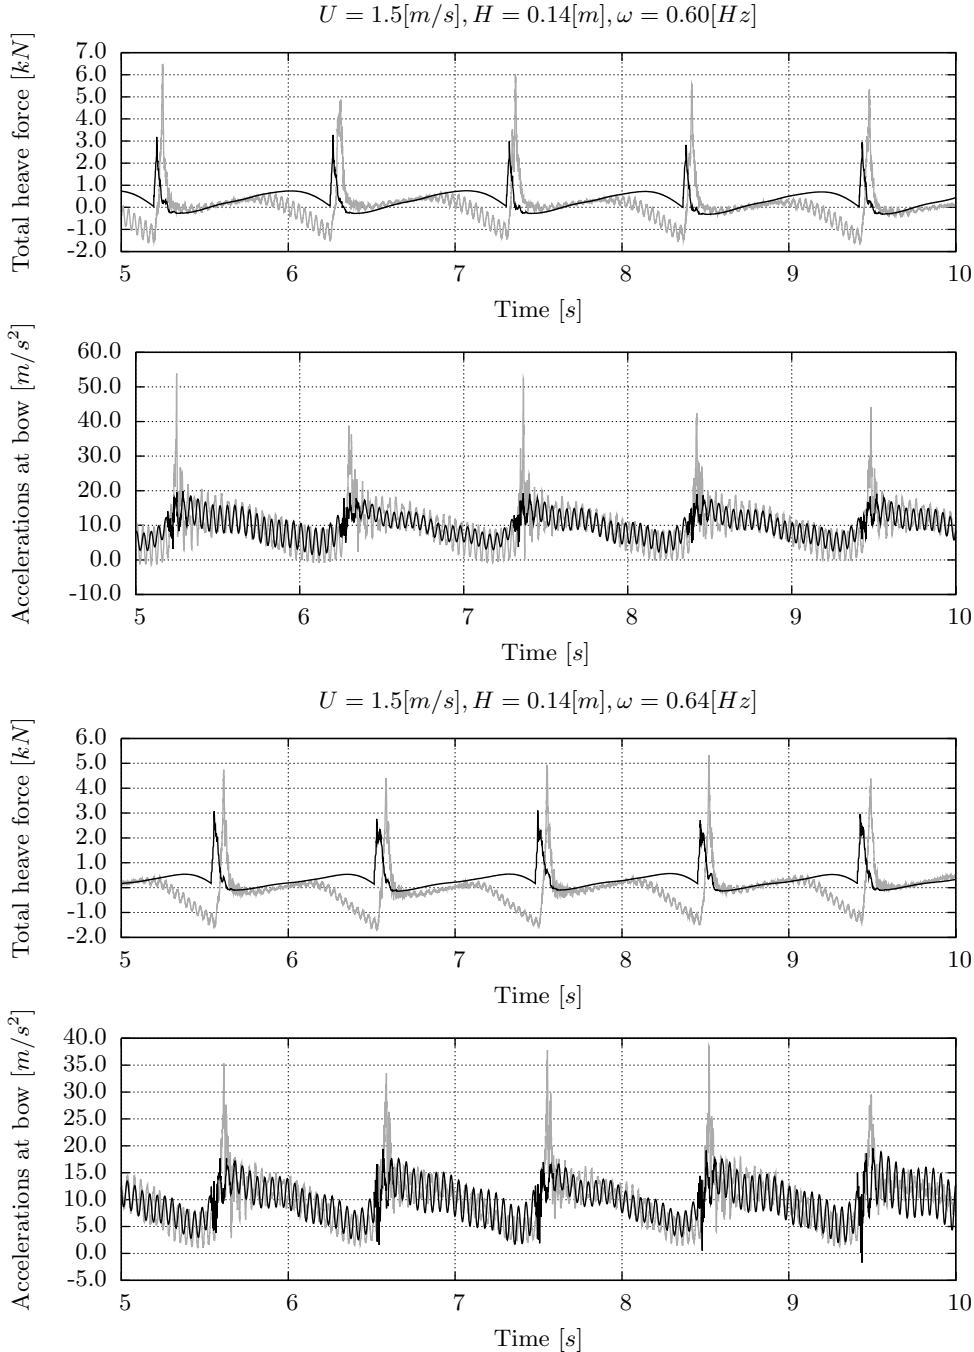 U = 1.5[m/s], H = 0.14[m], ω = 0.60[Hz]
Total heave force [kN]
7.0
6.0
5.0
4.0
3.0
2.0
1.0
0.0
-1.0
-2.0
5 6 7 8 9 10
Time [s]
Accelerations at bow [m/s²]
60.0
50.0
40.0
30.0
20.0
10.0
0.0
-10.0
5 6 7 8 9 10
Time [s]
U = 1.5[m/s], H = 0.14[m], ω = 0.64[Hz]
Total heave force [kN]
6.0
5.0
4.0
3.0
2.0
1.0
0.0
-1.0
-2.0
5 6 7 8 9 10
Time [s]
Accelerations at bow [m/s²]
40.0
35.0
30.0
25.0
20.0
15.0
10.0
5.0
0.0
-5.0
5 6 7 8 9 10
Time [s]